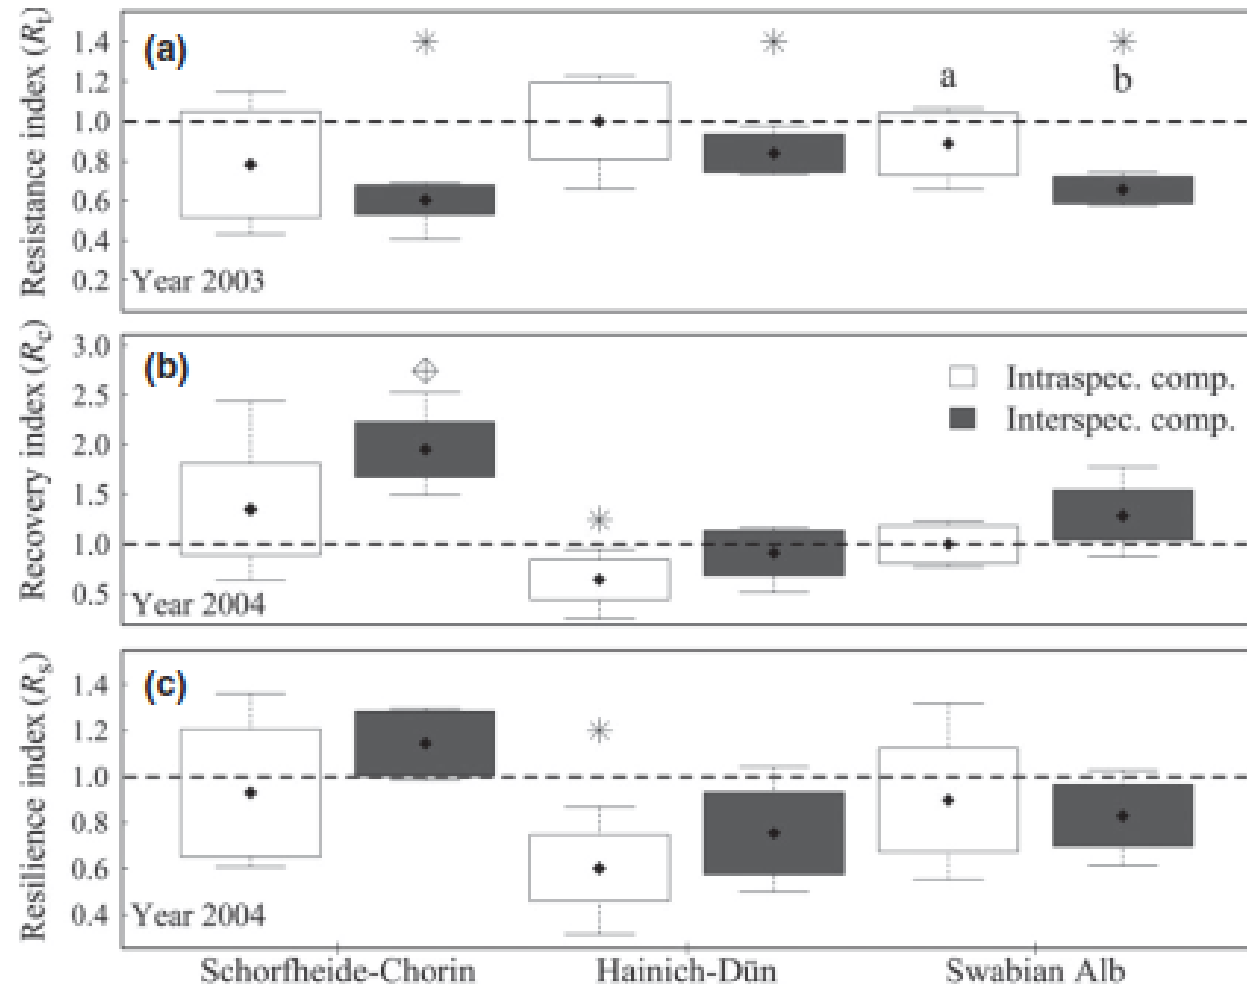 Resistance index (Rt)
(a)
1.4
1.2
1.0
0.8
0.6
0.4
0.2
a
b
Year 2003
Recovery index (Rc)
(b)
3.0
2.5
2.0
1.5
1.0
0.5
Intraspec. comp.
Interspec. comp.
Year 2004
Resilience index (Rs)
(c)
1.4
1.2
1.0
0.8
0.6
0.4
Year 2004
Schorfheide-Chorin
Hainich-Dün
Swabian Alb